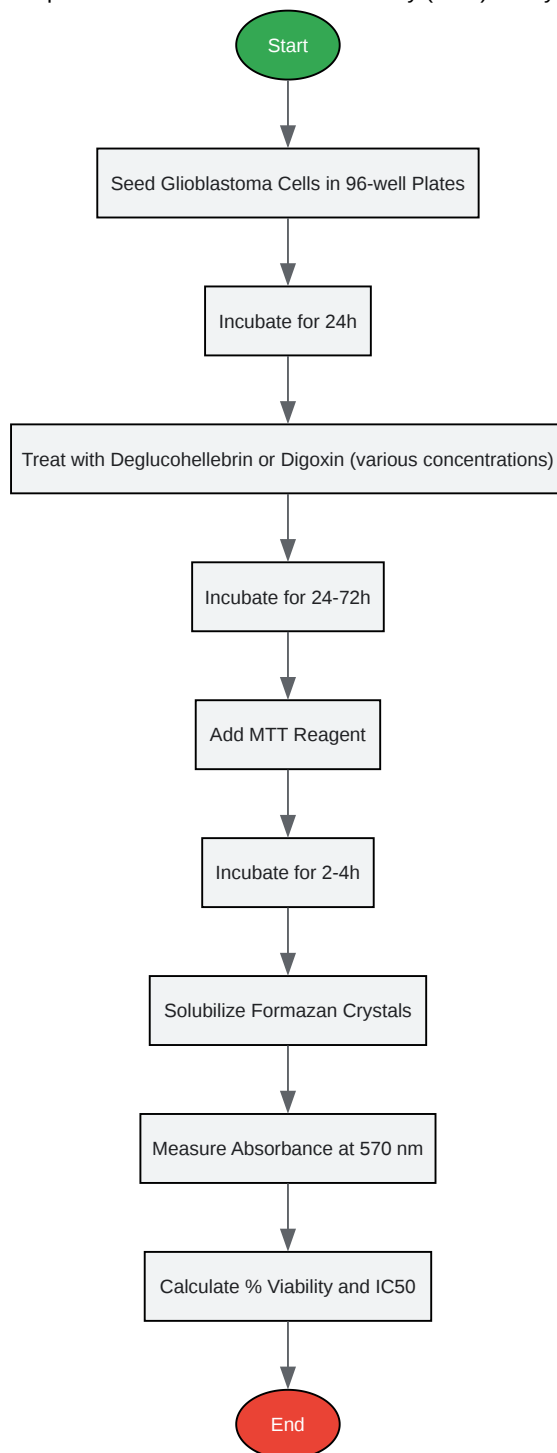 Start
Seed Glioblastoma Cells in 96-well Plates
Incubate for 24h
Treat with Deglucohellebrin or Digoxin (various concentrations)
Incubate for 24-72h
Add MTT Reagent
Incubate for 2-4h
Solubilize Formazan Crystals
Measure Absorbance at 570 nm
Calculate % Viability and IC50
End